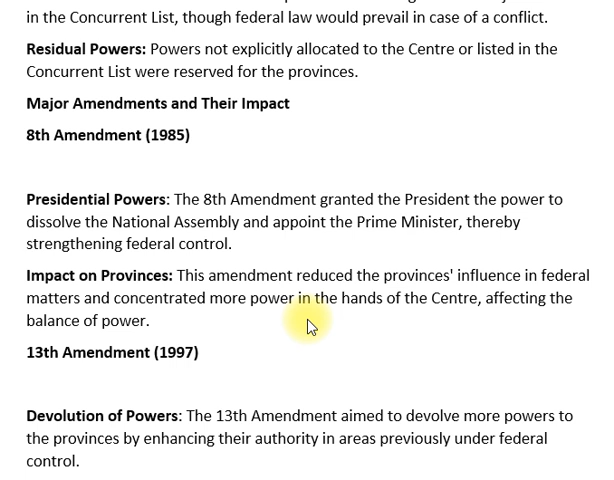 in the Concurrent List, though federal law would prevail in case of a conflict.
Residual Powers: Powers not explicitly allocated to the Centre or listed in the
Concurrent List were reserved for the provinces.
Major Amendments and Their Impact
8th Amendment (1985)
Presidential Powers: The 8th Amendment granted the President the power to
dissolve the National Assembly and appoint the Prime Minister, thereby
strengthening federal control.
Impact on Provinces: This amendment reduced the provinces' influence in federal
matters and concentrated more power in the hands of the Centre, affecting the
balance of power.
13th Amendment (1997)
Devolution of Powers: The 13th Amendment aimed to devolve more powers to
the provinces by enhancing their authority in areas previously under federal
control.